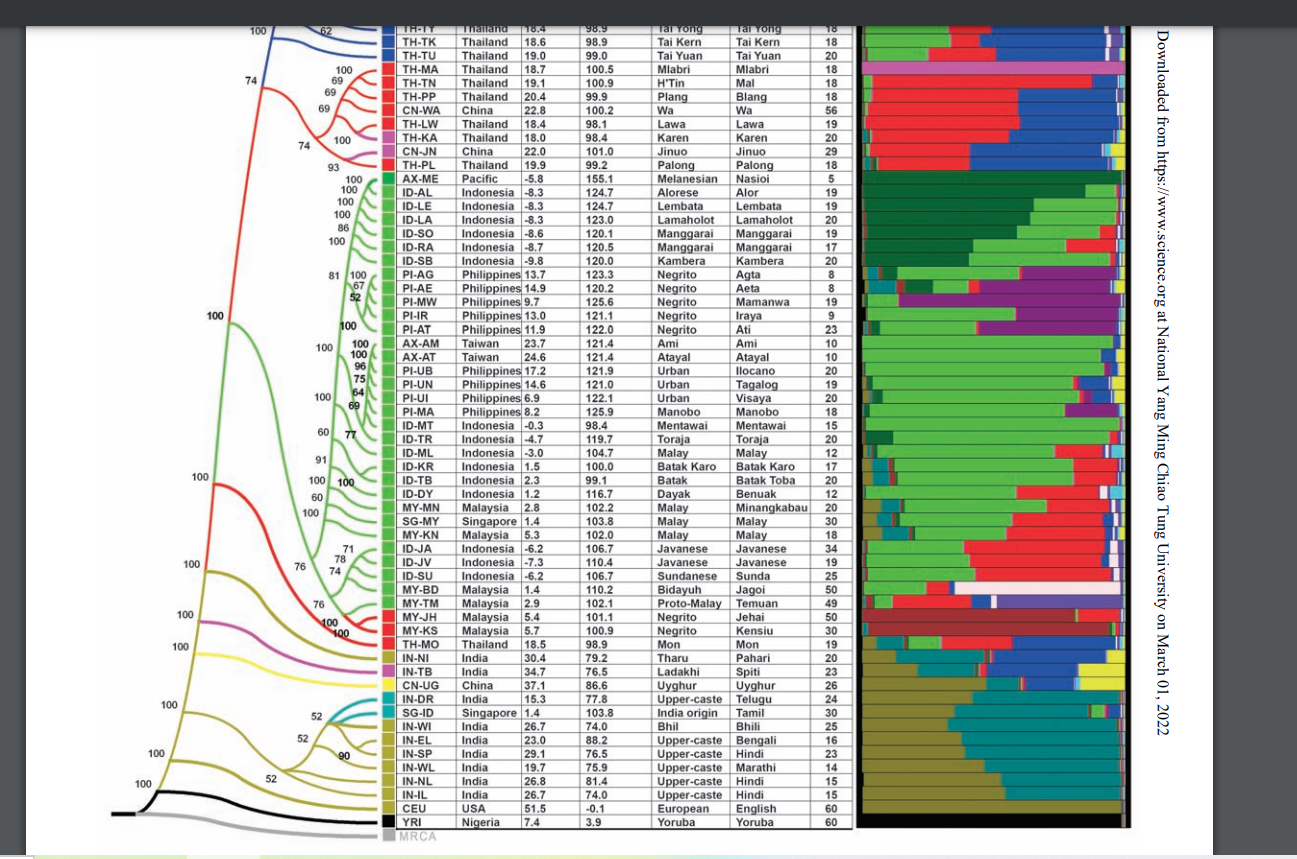 TH-TY Thailand 18.4 98.9 Tai Yong Tai Yong 18
TH-TK Thailand 18.6 98.9 Tai Kern Tai Kern 18
TH-TU Thailand 19.0 99.0 Tai Yuan Tai Yuan 20
TH-MA Thailand 18.7 100.5 Mlabri Mlabri 18
TH-TN Thailand 19.1 100.9 H'Tin Mal 18
TH-PP Thailand 20.4 99.9 Plang Blang 18
CN-WA China 22.8 100.2 Wa Wa 56
TH-LW Thailand 18.4 98.1 Lawa Lawa 19
TH-KA Thailand 18.0 98.4 Karen Karen 20
CN-JN China 22.0 101.0 Jinuo Jinuo 29
TH-PL Thailand 19.9 99.2 Palong Palong 18
AX-ME Pacific -5.8 155.1 Melanesian Nasioi 5
ID-AL Indonesia -8.3 124.7 Alorese Alor 19
ID-LE Indonesia -8.3 124.7 Lembata Lembata 19
ID-LA Indonesia -8.3 123.0 Lamaholot Lamaholot 20
ID-SO Indonesia -8.6 120.1 Manggarai Manggarai 19
ID-RA Indonesia -8.7 120.5 Manggarai Manggarai 17
ID-SB Indonesia -9.8 120.0 Kambera Kambera 20
PI-AG Philippines 13.7 123.3 Negrito Agta 8
PI-AE Philippines 14.9 120.2 Negrito Aeta 8
PI-MW Philippines 9.7 125.6 Negrito Mamanwa 19
PI-IR Philippines 13.0 121.1 Negrito Iraya 9
PI-AT Philippines 11.9 122.0 Negrito Ati 23
AX-AM Taiwan 23.7 121.4 Ami Ami 10
AX-AT Taiwan 24.6 121.4 Atayal Atayal 10
PI-UB Philippines 17.2 121.9 Urban Ilocano 20
PI-UN Philippines 14.6 121.0 Urban Tagalog 19
PI-UI Philippines 6.9 122.1 Urban Visaya 20
PI-MA Philippines 8.2 125.9 Manobo Manobo 18
ID-MT Indonesia -0.3 98.4 Mentawai Mentawai 15
ID-TR Indonesia -4.7 119.7 Toraja Toraja 20
ID-ML Indonesia -3.0 104.7 Malay Malay 12
ID-KR Indonesia 1.5 100.0 Batak Karo Batak Karo 17
ID-TB Indonesia 2.3 99.1 Batak Batak Toba 20
ID-DY Indonesia 1.2 116.7 Dayak Benuak 12
MY-MN Malaysia 2.8 102.2 Malay Minangkabau 20
SG-MY Singapore 1.4 103.8 Malay Malay 30
MY-KN Malaysia 5.3 102.0 Malay Malay 18
ID-JA Indonesia -6.2 106.7 Javanese Javanese 34
ID-JV Indonesia -7.3 110.4 Javanese Javanese 19
ID-SU Indonesia -6.2 106.7 Sundanese Sunda 25
MY-BD Malaysia 1.4 110.2 Bidayuh Jagoi 50
MY-TM Malaysia 2.9 102.1 Proto-Malay Temuan 49
MY-JH Malaysia 5.4 101.1 Negrito Jehai 50
MY-KS Malaysia 5.7 100.9 Negrito Kensiu 30
TH-MO Thailand 18.5 98.9 Mon Mon 19
IN-NI India 30.4 79.2 Tharu Pahari 20
IN-TB India 34.7 76.5 Ladakhi Spiti 23
CN-UG China 37.1 86.6 Uyghur Uyghur 26
IN-DR India 15.3 77.8 Upper-caste Telugu 24
SG-ID Singapore 1.4 103.8 India origin Tamil 30
IN-WI India 26.7 74.0 Bhil Bhili 25
IN-EL India 23.0 88.2 Upper-caste Bengali 16
IN-SP India 29.1 76.5 Upper-caste Hindi 23
IN-WL India 19.7 75.9 Upper-caste Marathi 14
IN-NL India 26.8 81.4 Upper-caste Hindi 15
IN-IL India 26.7 74.0 Upper-caste Hindi 15
CEU USA 51.5 -0.1 European English 60
YRI Nigeria 7.4 3.9 Yoruba Yoruba 60
MRCA
100
62
74
100
69
69
69
100
74
93
100
100
100
100
86
100
81
100
67
52
100
100
100
100
100
96
75
64
69
100
77
60
91
100
100
60
100
71
78
74
76
76
100
100
100
100
100
100
100
52
52
90
100
52
100
100
Downloaded from https://www.science.org at National Yang Ming Chiao Tung University on March 01, 2022